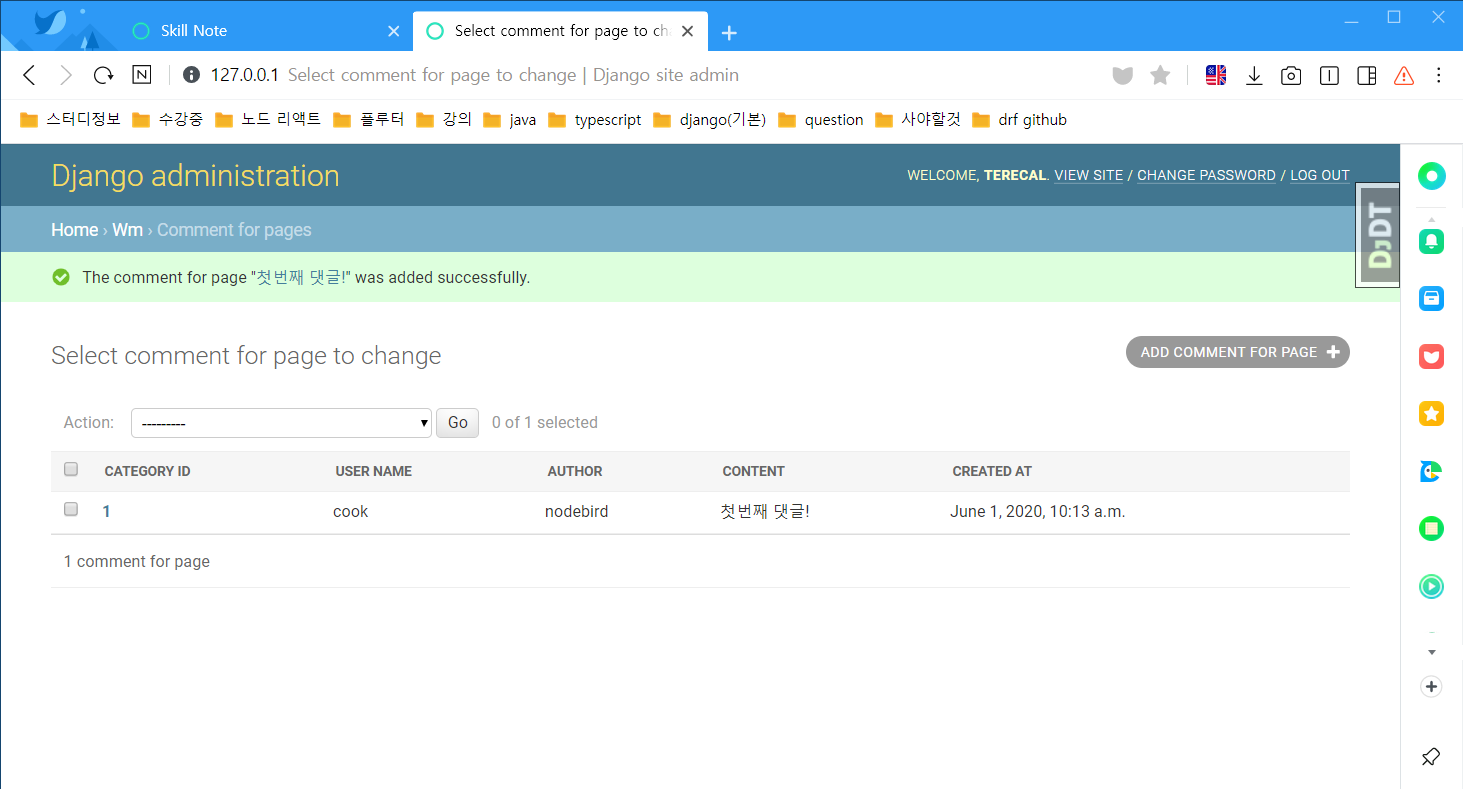 Skill Note
Select comment for page to ch
127.0.0.1 Select comment for page to change | Django site admin
스터디정보 수강중 노드 리액트 플루터 강의 java typescript django(기본) question 사야할것 drf github
Django administration
WELCOME, TERECAL. VIEW SITE / CHANGE PASSWORD / LOG OUT
DjDT
Home › Wm › Comment for pages
The comment for page "첫번째 댓글!" was added successfully.
Select comment for page to change
ADD COMMENT FOR PAGE +
Action: --------- Go 0 of 1 selected
CATEGORY ID USER NAME AUTHOR CONTENT CREATED AT
1 cook nodebird 첫번째 댓글! June 1, 2020, 10:13 a.m.
1 comment for page